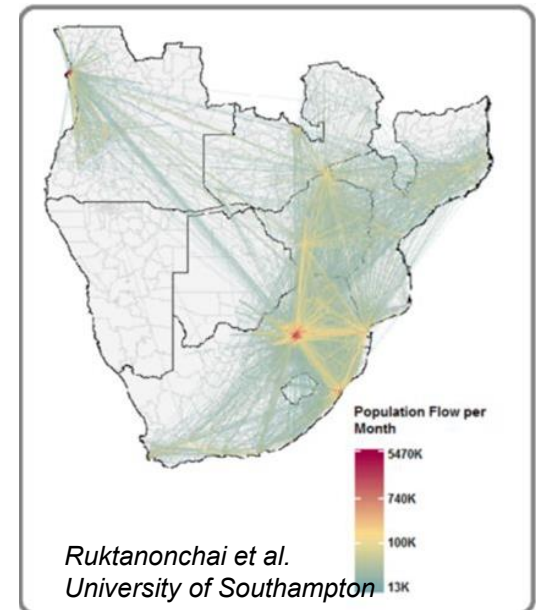 Population Flow per
Month
5470K
740K
100K
13K
Ruktanonchai et al.
University of Southampton